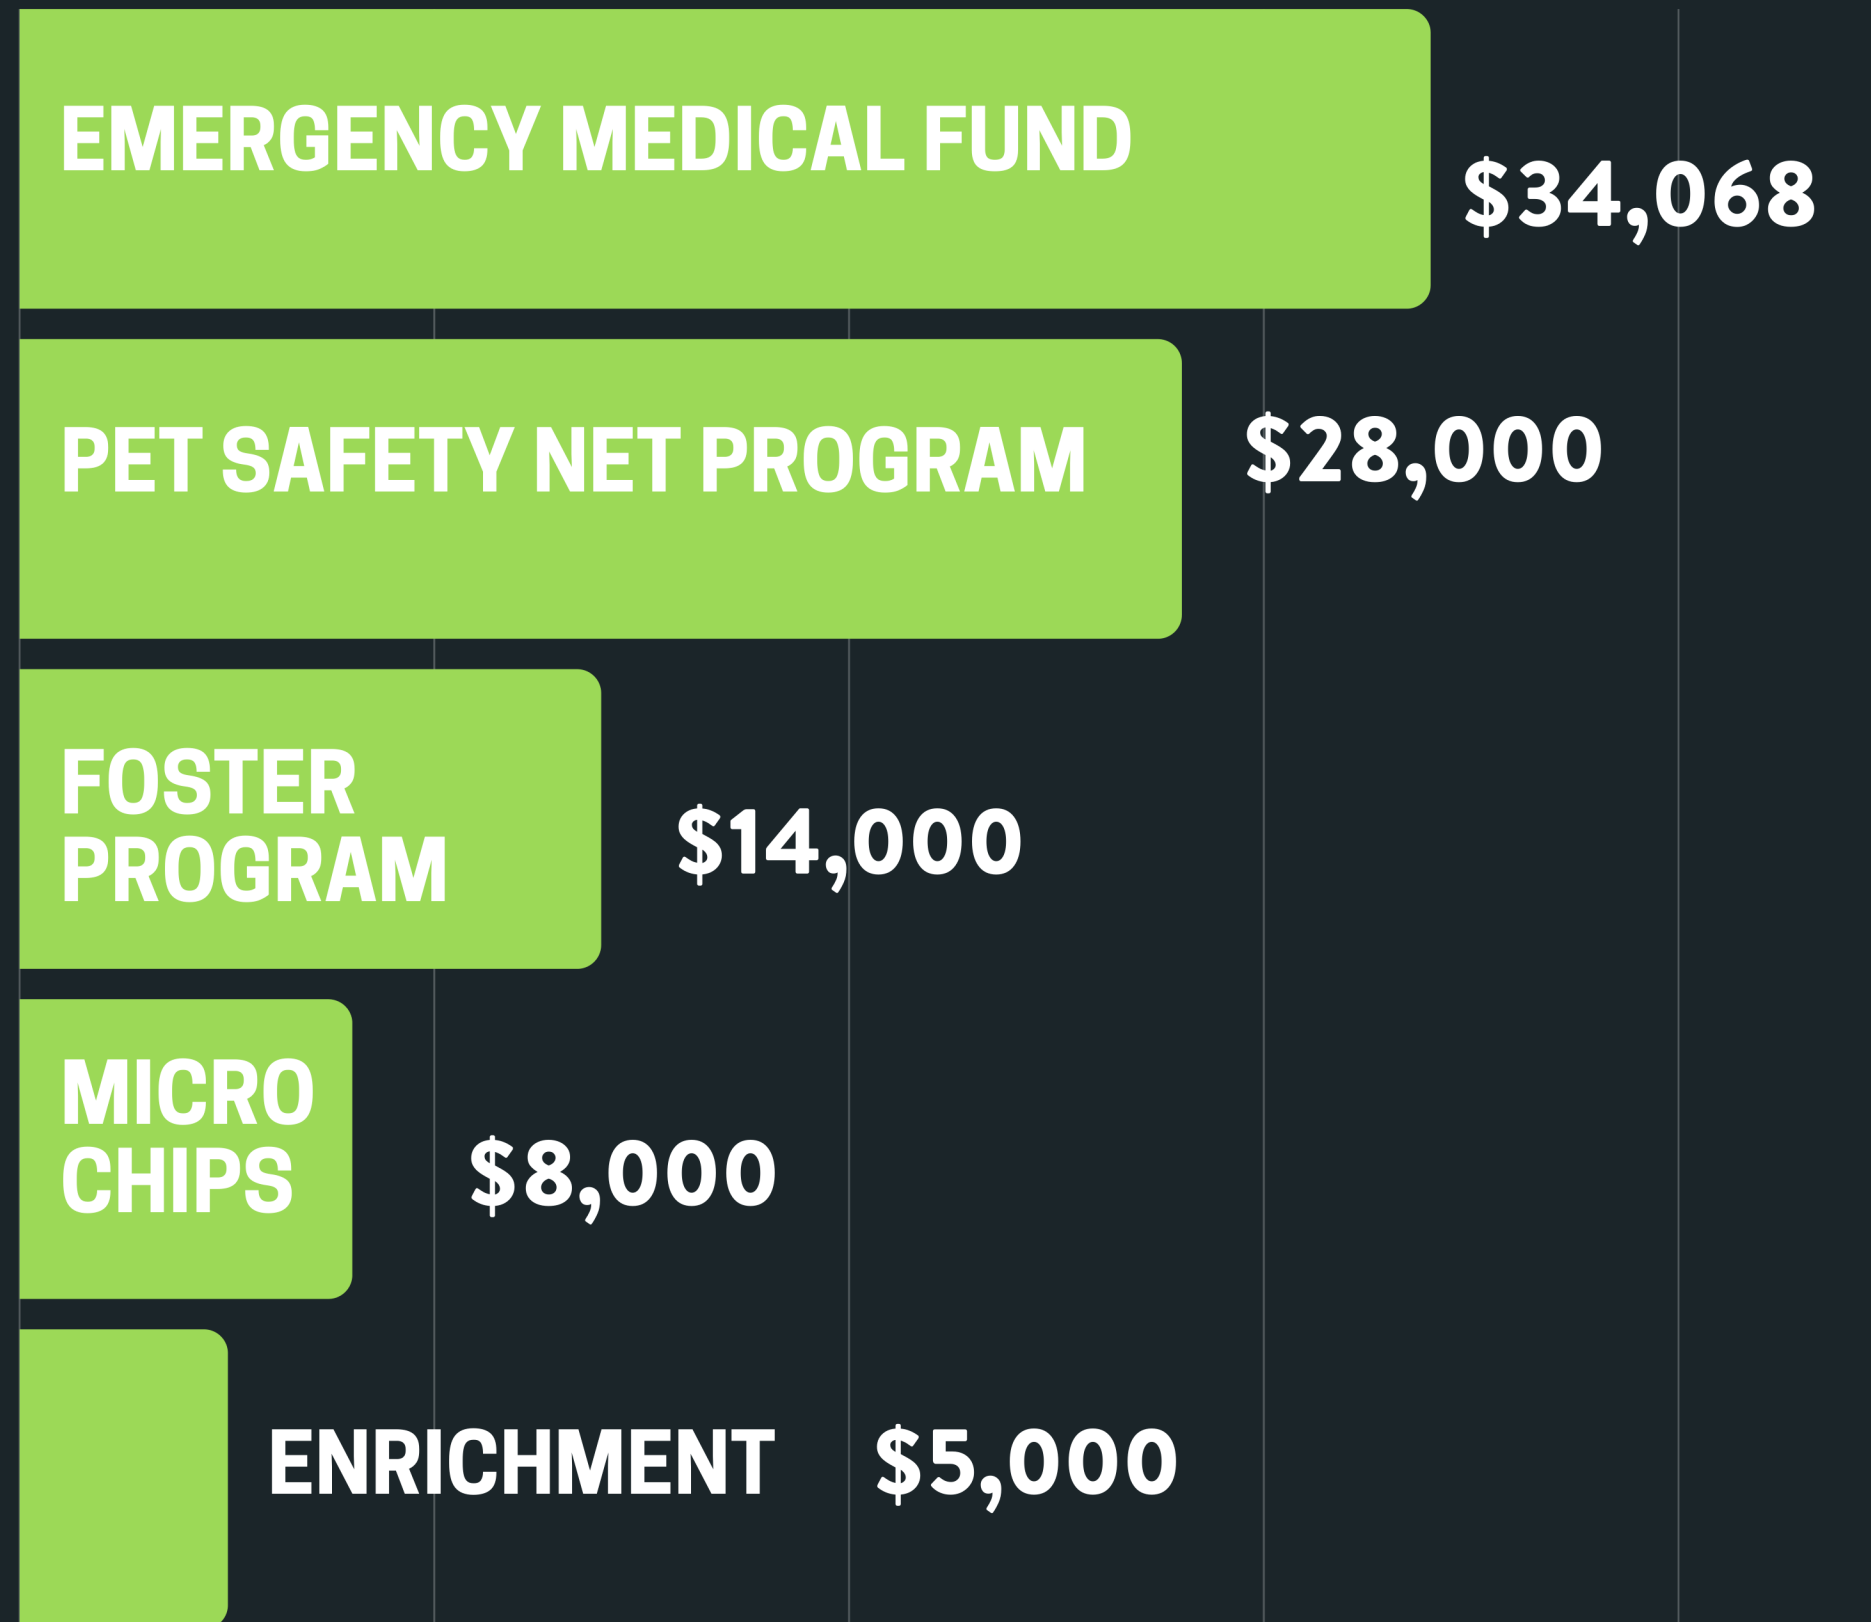 EMERGENCY MEDICAL FUND
$34,068
PET SAFETY NET PROGRAM
$28,000
FOSTER
PROGRAM
$14,000
MICRO
CHIPS
$8,000
ENRICHMENT $5,000